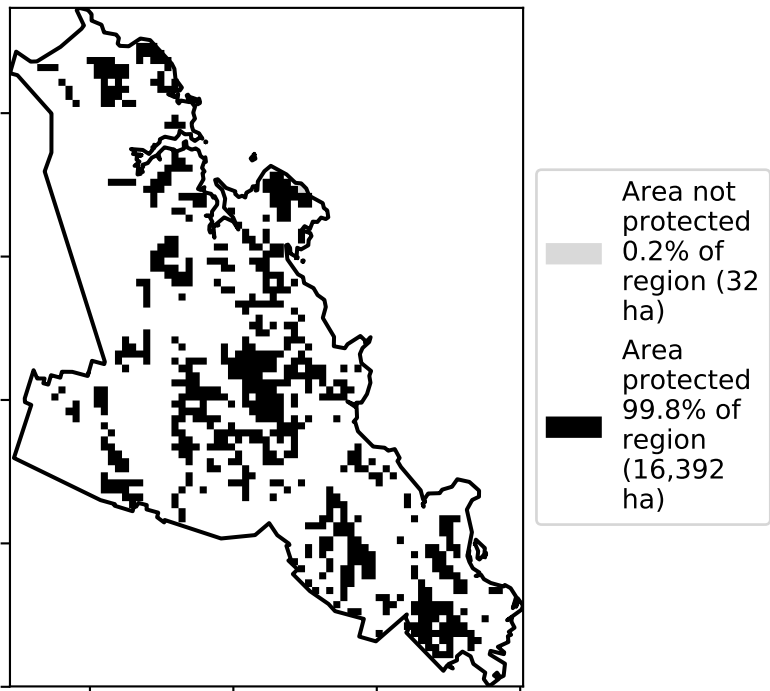 Area not
protected
0.2% of
region (32
ha)
Area
protected
99.8% of
region
(16,392
ha)